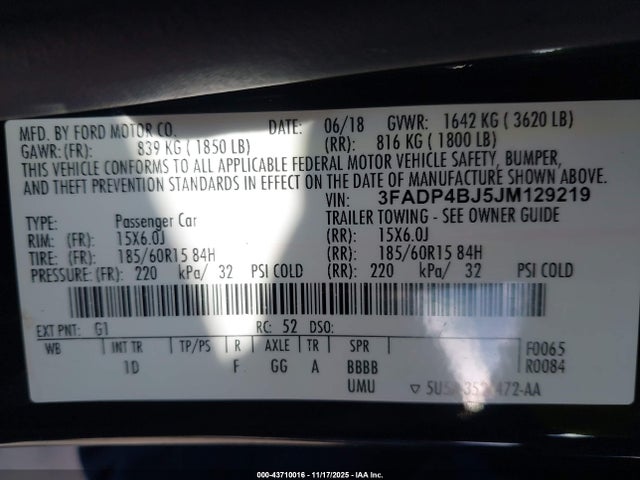 MFD. BY FORD MOTOR CO. DATE: 06/18 GVWR: 1642 KG ( 3620 LB)
GAWR: (FR): 839 KG ( 1850 LB) (RR): 816 KG ( 1800 LB)
THIS VEHICLE CONFORMS TO ALL APPLICABLE FEDERAL MOTOR VEHICLE SAFETY, BUMPER,
AND THEFT PREVENTION STANDARDS IN EFFECT ON THE DATE OF MANUFACTURE SHOWN ABOVE.
VIN: 3FADP4BJ5JM129219
TYPE: Passenger Car TRAILER TOWING - SEE OWNER GUIDE
RIM: (FR): 15X6.0J (RR): 15X6.0J
TIRE: (FR): 185/60R15 84H (RR): 185/60R15 84H
PRESSURE: (FR): 220 kPa/ 32 PSI COLD (RR): 220 kPa/ 32 PSI COLD
EXT PNT: G1 RC: 52 DSO:
WB INT TR TP/PS R AXLE TR SPR F0065
1D F GG A BBBB R0084
UMU 472-AA
000-43710016 - 11/17/2025 - IAA Inc.